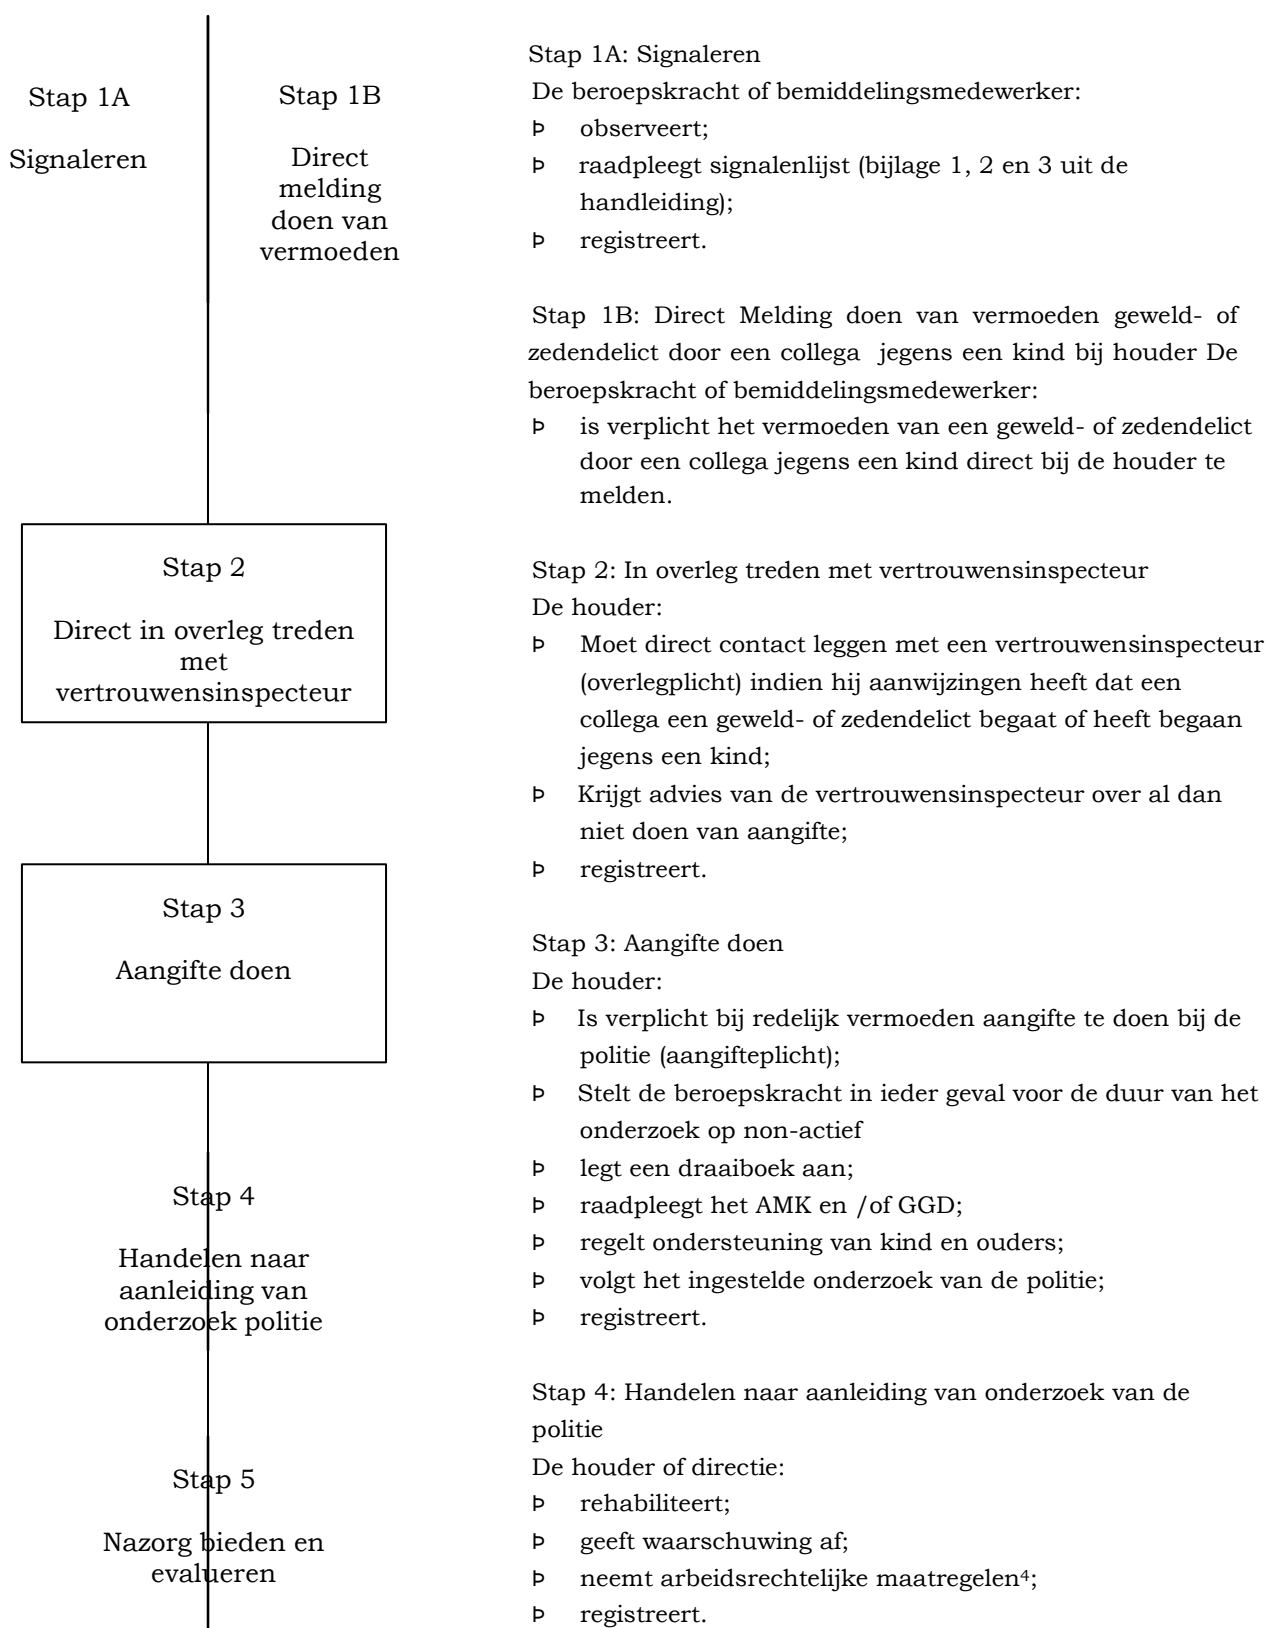 Stap 1A
Signaleren
Stap 1B
Direct
melding
doen van
vermoeden
Stap 2
Direct in overleg treden
met
vertrouwensinspecteur
Stap 3
Aangifte doen
Stap 4
Handelen naar
aanleiding van
onderzoek politie
Stap 5
Nazorg bieden en
evalueren
Stap 1A: Signaleren
De beroepskracht of bemiddelingsmedewerker:
Þ observeert;
Þ raadpleegt signalenlijst (bijlage 1, 2 en 3 uit de
handleiding);
Þ registreert.
Stap 1B: Direct Melding doen van vermoeden geweld- of
zedendelict door een collega jegens een kind bij houder De
beroepskracht of bemiddelingsmedewerker:
Þ is verplicht het vermoeden van een geweld- of zedendelict
door een collega jegens een kind direct bij de houder te
melden.
Stap 2: In overleg treden met vertrouwensinspecteur
De houder:
Þ Moet direct contact leggen met een vertrouwensinspecteur
(overlegplicht) indien hij aanwijzingen heeft dat een
collega een geweld- of zedendelict begaat of heeft begaan
jegens een kind;
Þ Krijgt advies van de vertrouwensinspecteur over al dan
niet doen van aangifte;
Þ registreert.
Stap 3: Aangifte doen
De houder:
Þ Is verplicht bij redelijk vermoeden aangifte te doen bij de
politie (aangifteplicht);
Þ Stelt de beroepskracht in ieder geval voor de duur van het
onderzoek op non-actief
Þ legt een draaiboek aan;
Þ raadpleegt het AMK en /of GGD;
Þ regelt ondersteuning van kind en ouders;
Þ volgt het ingestelde onderzoek van de politie;
Þ registreert.
Stap 4: Handelen naar aanleiding van onderzoek van de
politie
De houder of directie:
Þ rehabiliteert;
Þ geeft waarschuwing af;
Þ neemt arbeidsrechtelijke maatregelen⁴;
Þ registreert.